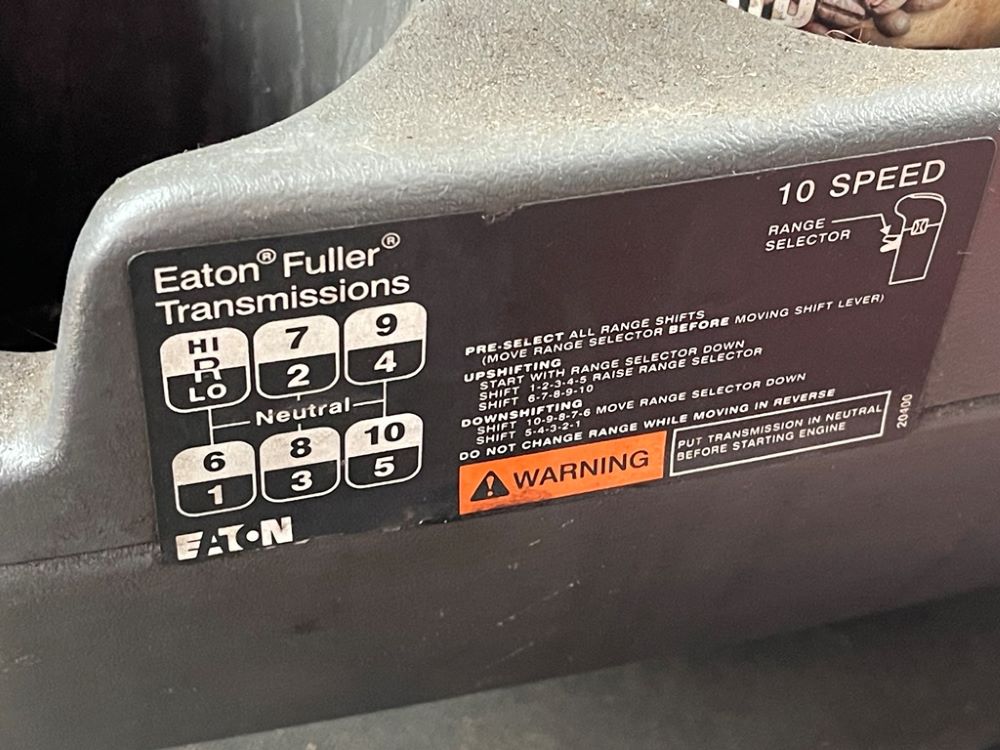 10 SPEED
RANGE
SELECTOR
Eaton® Fuller®
Transmissions
HI
R
LO
7
2
9
4
Neutral
6
1
8
3
10
5
EATON
PRE-SELECT ALL RANGE SHIFTS
(MOVE RANGE SELECTOR BEFORE MOVING SHIFT LEVER)
UPSHIFTING
START WITH RANGE SELECTOR DOWN
SHIFT 1-2-3-4-5 RAISE RANGE SELECTOR
SHIFT 6-7-8-9-10
DOWNSHIFTING
SHIFT 10-9-8-7-6 MOVE RANGE SELECTOR DOWN
SHIFT 5-4-3-2-1
DO NOT CHANGE RANGE WHILE MOVING IN REVERSE
WARNING
PUT TRANSMISSION IN NEUTRAL
BEFORE STARTING ENGINE
20400